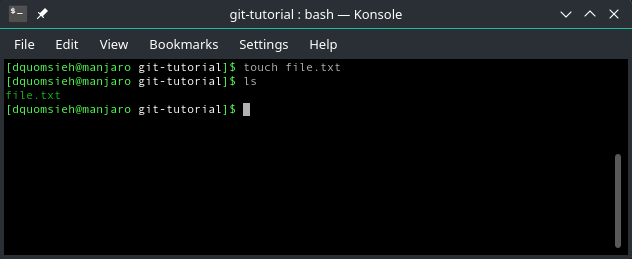 git-tutorial : bash — Konsole
File Edit View Bookmarks Settings Help
[dquomsieh@manjaro git-tutorial]$ touch file.txt
[dquomsieh@manjaro git-tutorial]$ ls
file.txt
[dquomsieh@manjaro git-tutorial]$